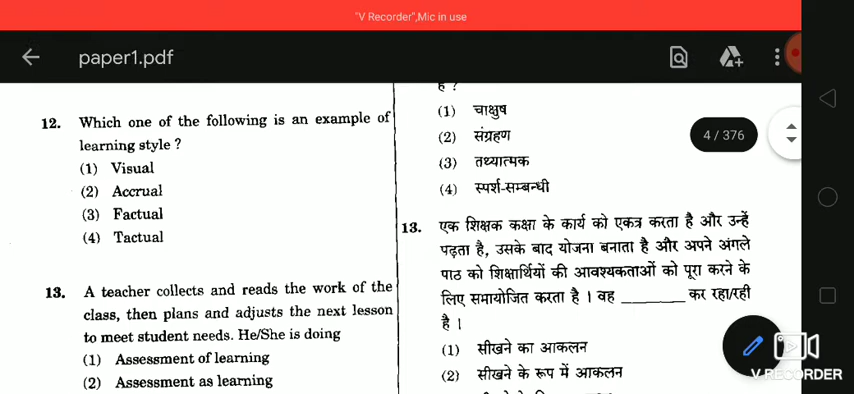 "V Recorder",Mic in use
paper1.pdf
12. Which one of the following is an example of
learning style ?
(1) Visual
(2) Accrual
(3) Factual
(4) Tactual
13. A teacher collects and reads the work of the
class, then plans and adjusts the next lesson
to meet student needs. He/She is doing
(1) Assessment of learning
(2) Assessment as learning
है ?
(1) चाक्षुष
(2) संग्रहण
(3) तथ्यात्मक
(4) स्पर्श-सम्बन्धी
13. एक शिक्षक कक्षा के कार्य को एकत्र करता है और उन्हें
पढ़ता है, उसके बाद योजना बनाता है और अपने अंगले
पाठ को शिक्षार्थियों की आवश्यकताओं को पूरा करने के
लिए समायोजित करता है । वह ________ कर रहा/रही
है ।
(1) सीखने का आकलन
(2) सीखने के रूप में आकलन
4 / 376
V RECORDER